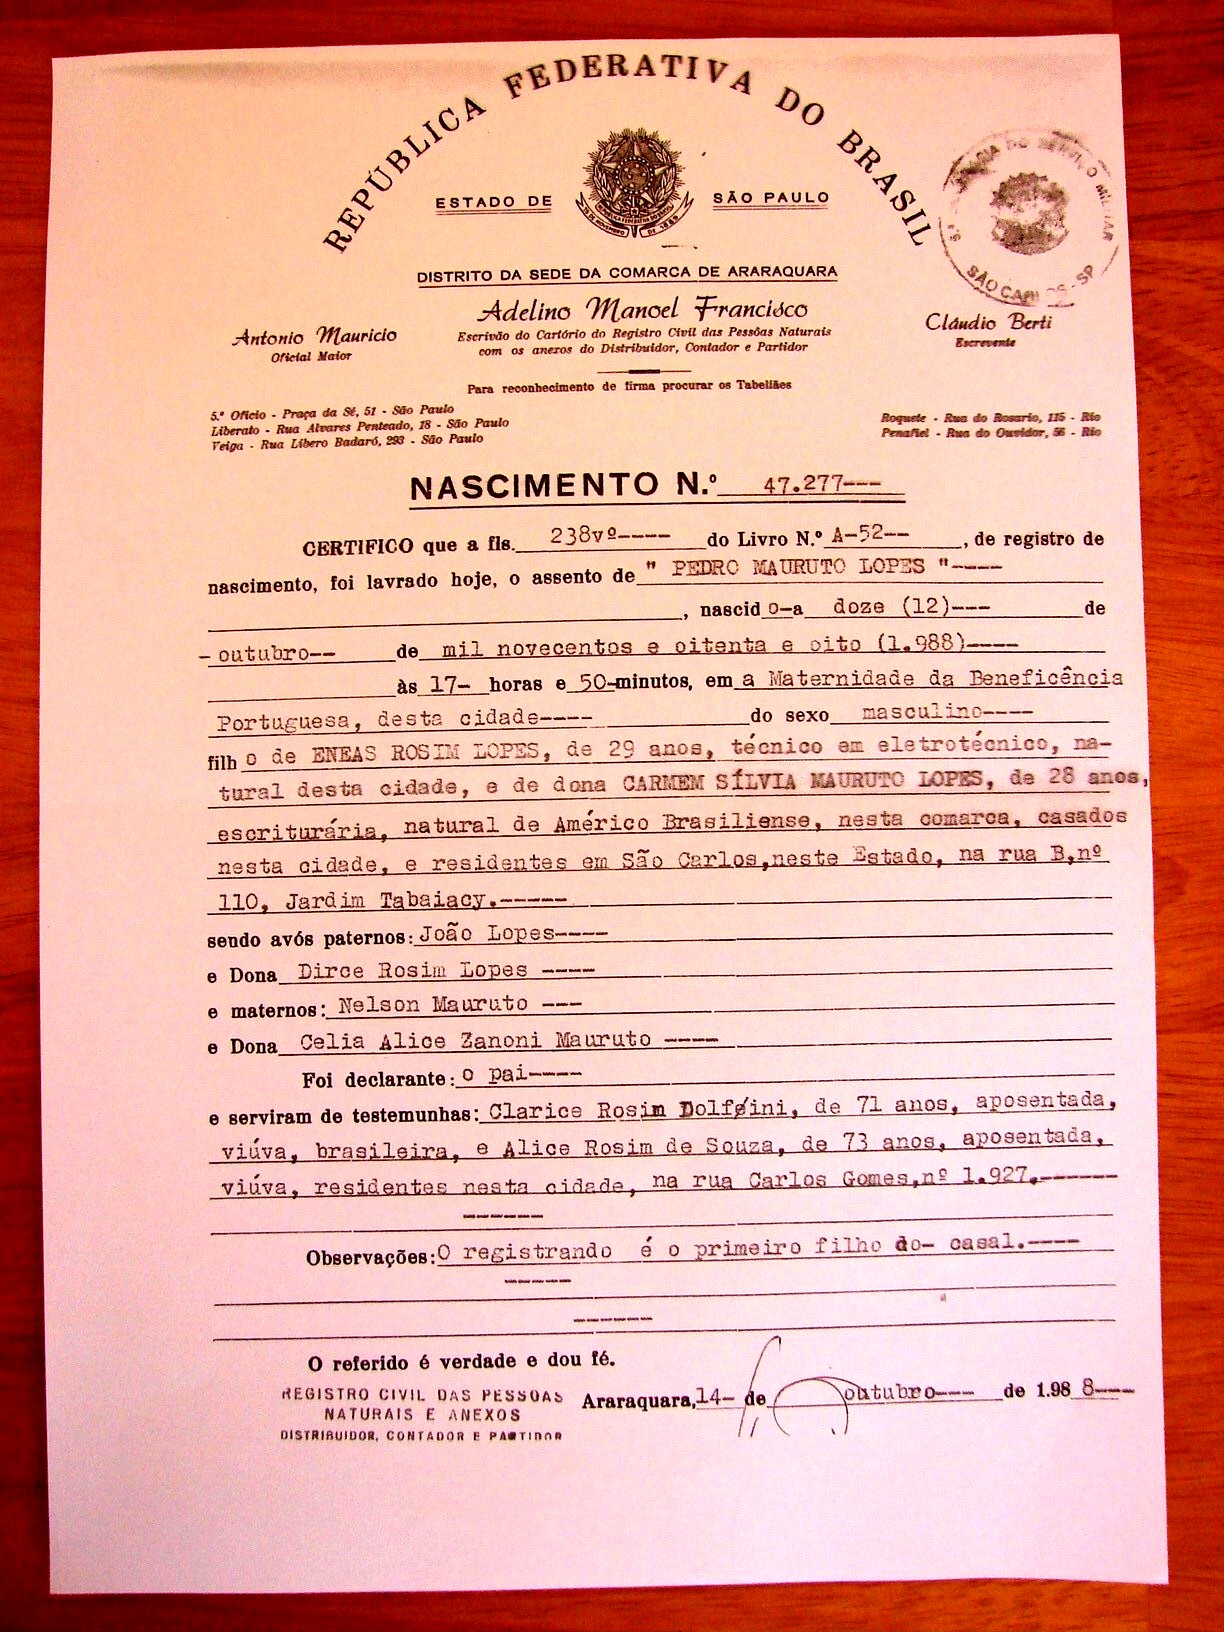 REPÚBLICA FEDERATIVA DO BRASIL
ESTADO DE SÃO PAULO
DISTRITO DA SEDE DA COMARCA DE ARARAQUARA
SÃO CARLOS - SP
Adelino Manoel Francisco
Antonio Mauricio
Oficial Maior
Escrivão do Cartório do Registro Civil das Pessôas Naturais
com os anexos do Distribuidor, Contador e Partidor
Cláudio Berti
Escrevente
Para reconhecimento de firma procurar os Tabeliães
5.º Ofício - Praça da Sé, 51 - São Paulo
Liberato - Rua Alvares Penteado, 18 - São Paulo
Veiga - Rua Libero Badaró, 293 - São Paulo
Roquete - Rua do Rosario, 115 - Rio
Penafiel - Rua do Ouvidor, 56 - Rio
NASCIMENTO N.º 47.277---
CERTIFICO que a fls. 238vº---- do Livro N.º A-52--, de registro de
nascimento, foi lavrado hoje, o assento de " PEDRO MAURUTO LOPES "----
, nascido-a doze (12)--- de
-outubro-- de mil novecentos e oitenta e oito (1.988)----
às 17- horas e 50-minutos, em a Maternidade da Beneficência
Portuguesa, desta cidade---- do sexo masculino----
filho de ENEAS ROSIM LOPES, de 29 anos, técnico em eletrotécnico, na-
tural desta cidade, e de dona CARMEM SÍLVIA MAURUTO LOPES, de 28 anos,
escriturária, natural de Américo Brasiliense, nesta comarca, casados
nesta cidade, e residentes em São Carlos,neste Estado, na rua B,nº
110, Jardim Tabaiacy.-----
sendo avós paternos: João Lopes----
e Dona Dirce Rosim Lopes ----
e maternos: Nelson Mauruto ---
e Dona Celia Alice Zanoni Mauruto ----
Foi declarante: o pai----
e serviram de testemunhas: Clarice Rosim , de 71 anos, aposentada,
viúva, brasileira, e Alice Rosim de Souza, de 73 anos, aposentada,
viúva, residentes nesta cidade, na rua Carlos Gomes,nº 1.927.------
Observações: O registrando é o primeiro filho do- casal.----
O referido é verdade e dou fé.
REGISTRO CIVIL DAS PESSOAS
NATURAIS E ANEXOS
DISTRIBUIDOR, CONTADOR E PARTIDOR
Araraquara, 14- de outubro--- de 1.988---